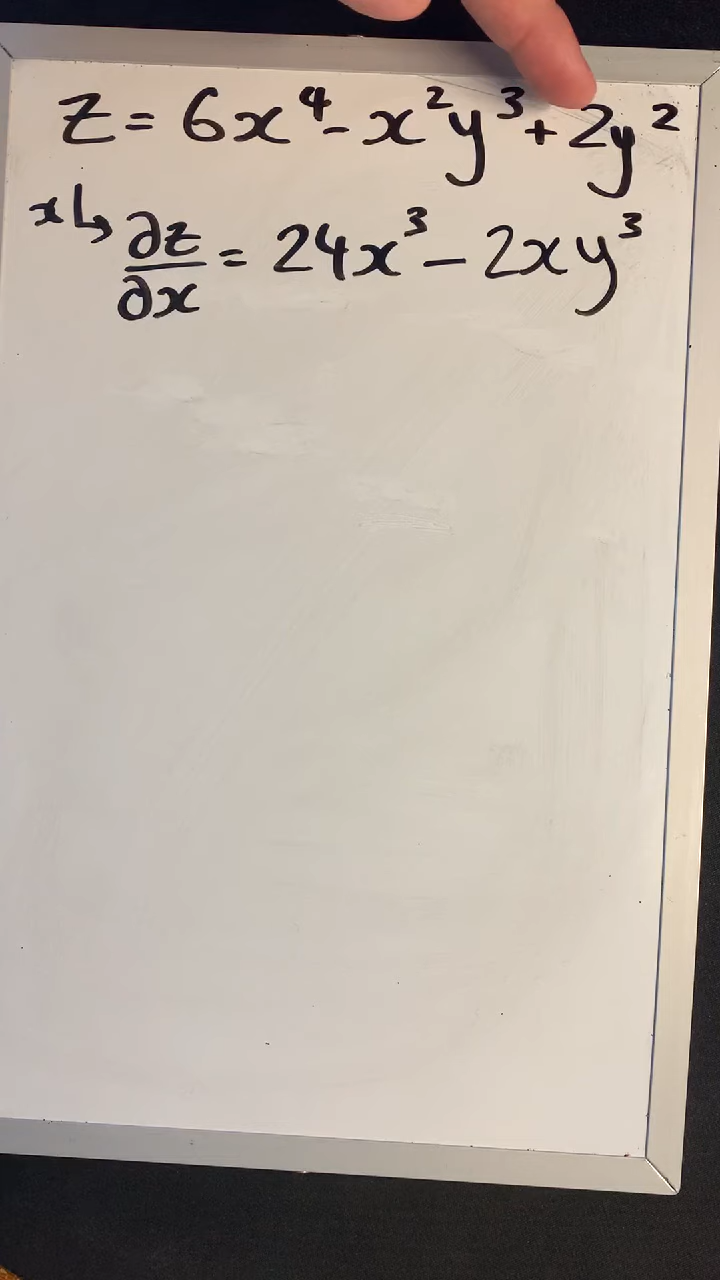 z = 6x⁴ - x²y³ + 2y²
x ↳ ∂z/∂x = 24x³ - 2xy³